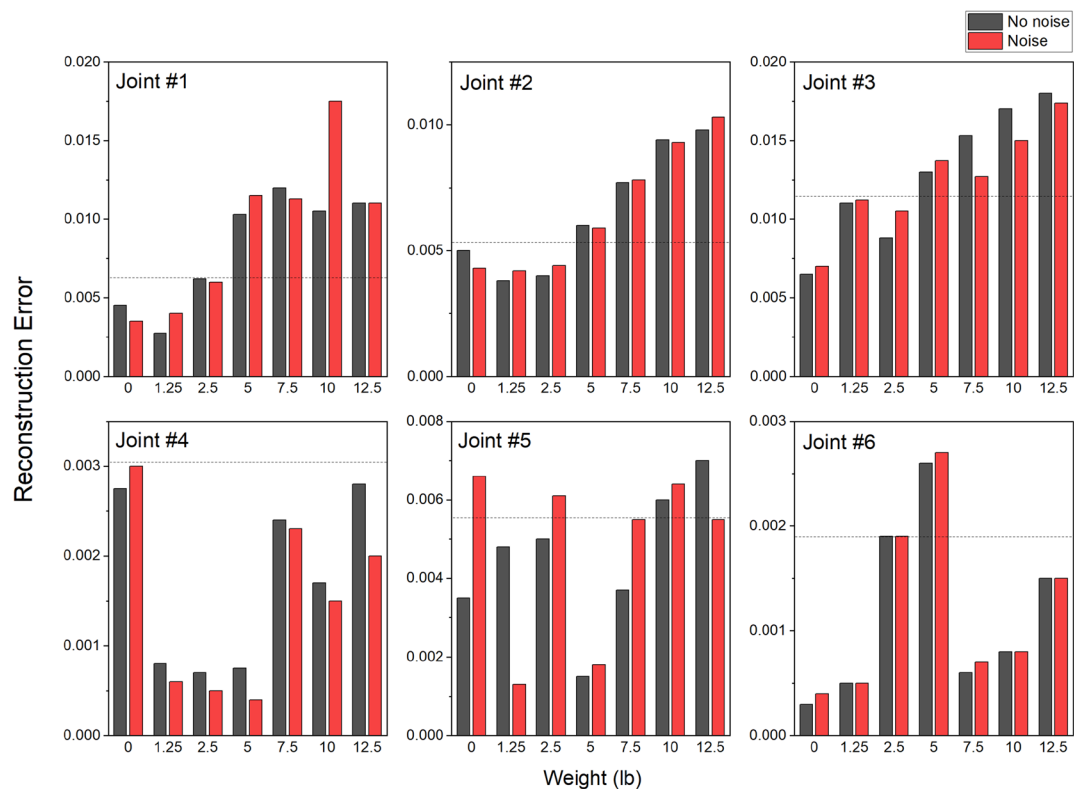 No noise
Noise
Reconstruction Error
Joint #1
0.020
0.015
0.010
0.005
0.000
0 1.25 2.5 5 7.5 10 12.5
Joint #2
0.010
0.005
0.000
0 1.25 2.5 5 7.5 10 12.5
Joint #3
0.020
0.015
0.010
0.005
0.000
0 1.25 2.5 5 7.5 10 12.5
Joint #4
0.003
0.002
0.001
0.000
0 1.25 2.5 5 7.5 10 12.5
Joint #5
0.008
0.006
0.004
0.002
0.000
0 1.25 2.5 5 7.5 10 12.5
Joint #6
0.003
0.002
0.001
0.000
0 1.25 2.5 5 7.5 10 12.5
Weight (lb)